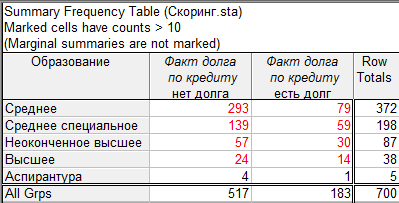 Summary Frequency Table (Скоринг.sta)
Marked cells have counts > 10
(Marginal summaries are not marked)
Образование Факт долга по кредиту нет долга Факт долга по кредиту есть долг Row Totals
Среднее 293 79 372
Среднее специальное 139 59 198
Неоконченное высшее 57 30 87
Высшее 24 14 38
Аспирантура 4 1 5
All Grps 517 183 700